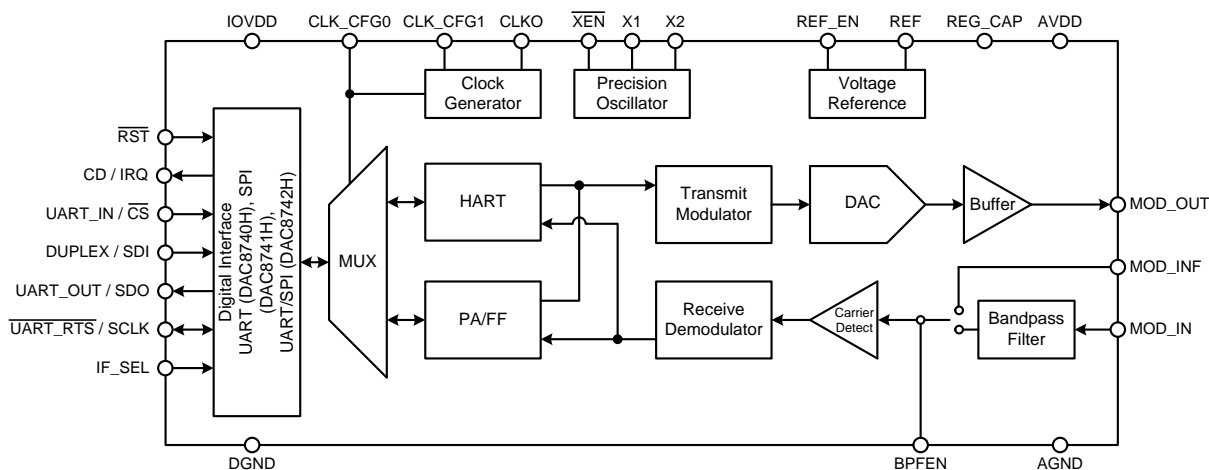 IOVDD CLK_CFG0 CLK_CFG1 CLKO XEN X1 X2 REF_EN REF REG_CAP AVDD
Clock
Generator
Precision
Oscillator
Voltage
Reference
RST
CD / IRQ
UART_IN / CS
DUPLEX / SDI
UART_OUT / SDO
UART_RTS / SCLK
IF_SEL
Digital Interface
UART (DAC8740H), SPI
(DAC8741H),
UART/SPI (DAC8742H)
MUX
HART
PA/FF
Transmit
Modulator
DAC
Buffer
Receive
Demodulator
Carrier
Detect
Bandpass
Filter
MOD_OUT
MOD_INF
MOD_IN
DGND BPFEN AGND